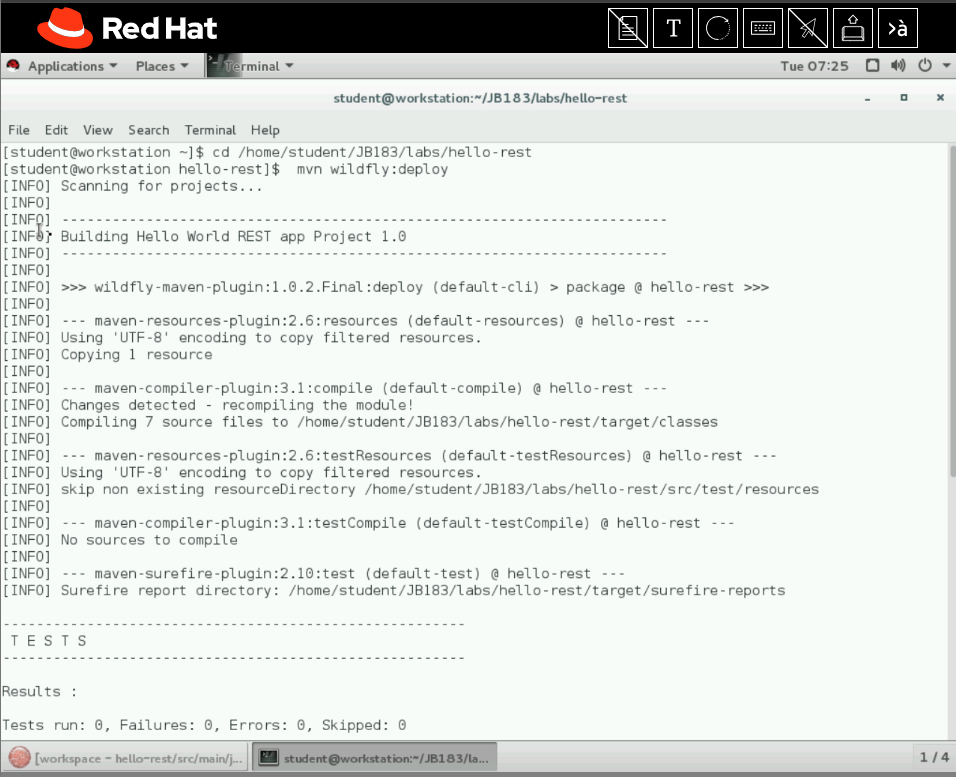 Red Hat
T
>à
Applications Places Terminal Tue 07:25
student@workstation:~/JB183/labs/hello-rest
File Edit View Search Terminal Help
[student@workstation ~]$ cd /home/student/JB183/labs/hello-rest
[student@workstation hello-rest]$  mvn wildfly:deploy
[INFO] Scanning for projects...
[INFO]
[INFO] ------------------------------------------------------------------------
[INFO] Building Hello World REST app Project 1.0
[INFO] ------------------------------------------------------------------------
[INFO]
[INFO] >>> wildfly-maven-plugin:1.0.2.Final:deploy (default-cli) > package @ hello-rest >>>
[INFO]
[INFO] --- maven-resources-plugin:2.6:resources (default-resources) @ hello-rest ---
[INFO] Using 'UTF-8' encoding to copy filtered resources.
[INFO] Copying 1 resource
[INFO]
[INFO] --- maven-compiler-plugin:3.1:compile (default-compile) @ hello-rest ---
[INFO] Changes detected - recompiling the module!
[INFO] Compiling 7 source files to /home/student/JB183/labs/hello-rest/target/classes
[INFO]
[INFO] --- maven-resources-plugin:2.6:testResources (default-testResources) @ hello-rest ---
[INFO] Using 'UTF-8' encoding to copy filtered resources.
[INFO] skip non existing resourceDirectory /home/student/JB183/labs/hello-rest/src/test/resources
[INFO]
[INFO] --- maven-compiler-plugin:3.1:testCompile (default-testCompile) @ hello-rest ---
[INFO] No sources to compile
[INFO]
[INFO] --- maven-surefire-plugin:2.10:test (default-test) @ hello-rest ---
[INFO] Surefire report directory: /home/student/JB183/labs/hello-rest/target/surefire-reports
-------------------------------------------------------
T E S T S
-------------------------------------------------------
Results :
Tests run: 0, Failures: 0, Errors: 0, Skipped: 0
[workspace - hello-rest/src/main/j... student@workstation:~/JB183/la... 1 / 4